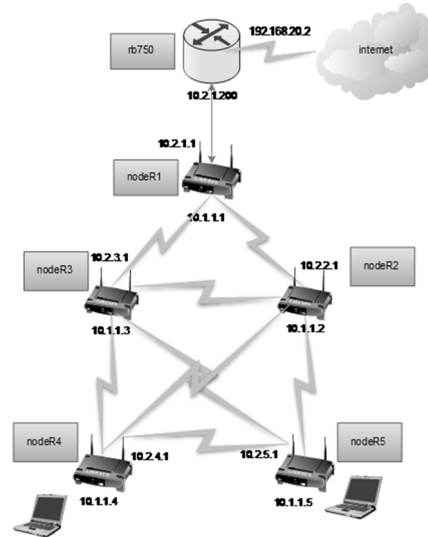 192.168.20.2
rb750
internet
10.2.1.200
10.2.1.1
nodeR1
10.1.1.1
10.2.3.1
nodeR3
10.2.2.1
nodeR2
10.1.1.3
10.1.1.2
nodeR4
10.2.4.1
10.2.5.1
nodeR5
10.1.1.4
10.1.1.5